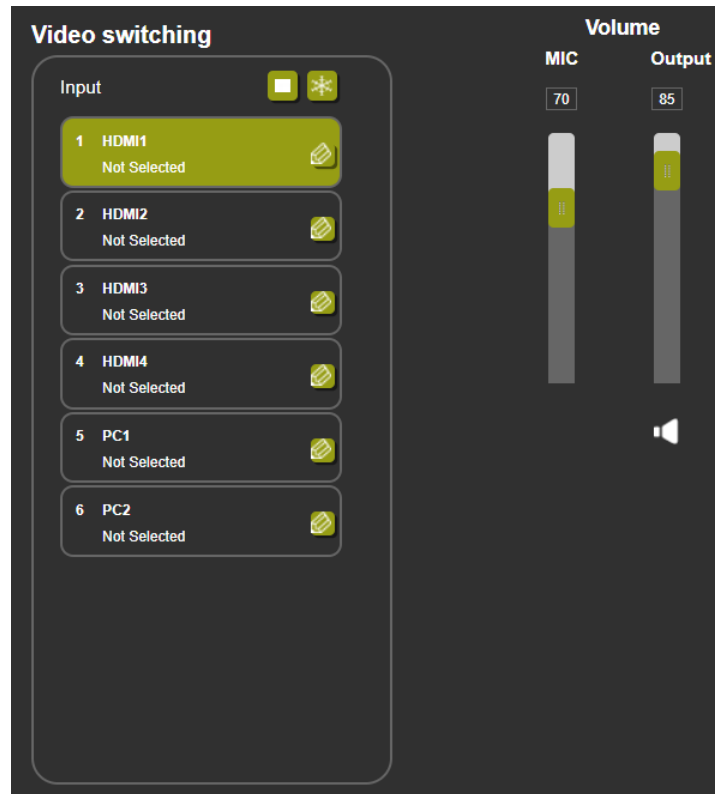 Video switching
Input
1 HDMI1
Not Selected
2 HDMI2
Not Selected
3 HDMI3
Not Selected
4 HDMI4
Not Selected
5 PC1
Not Selected
6 PC2
Not Selected
Volume
MIC Output
70 85